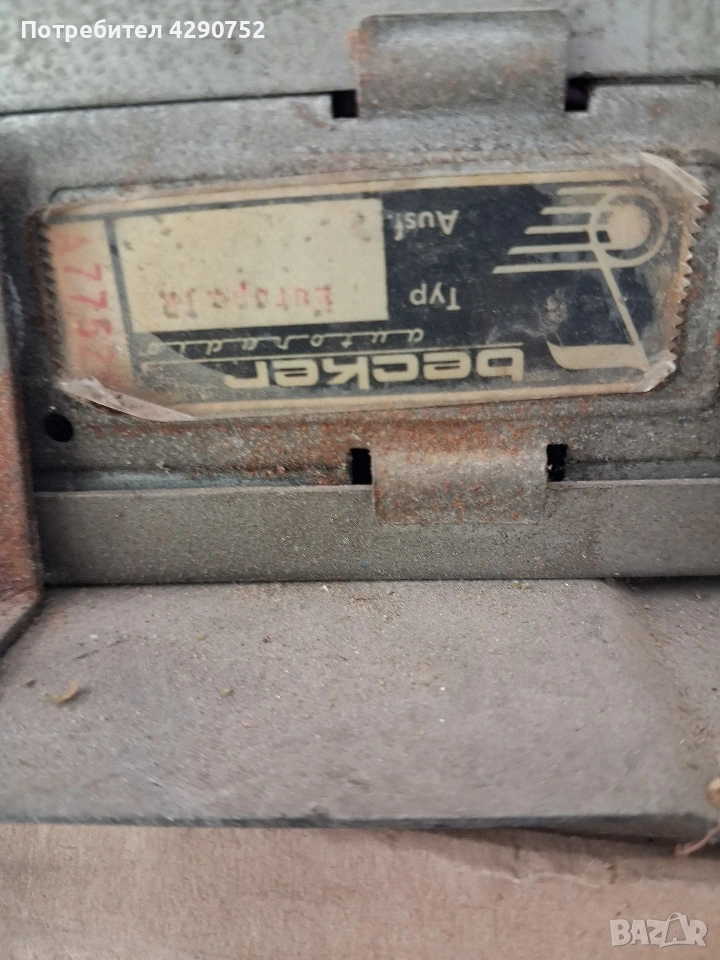 Потребител 4290752
becker
autoradio
Typ Europa
Ausf.
BAZAR